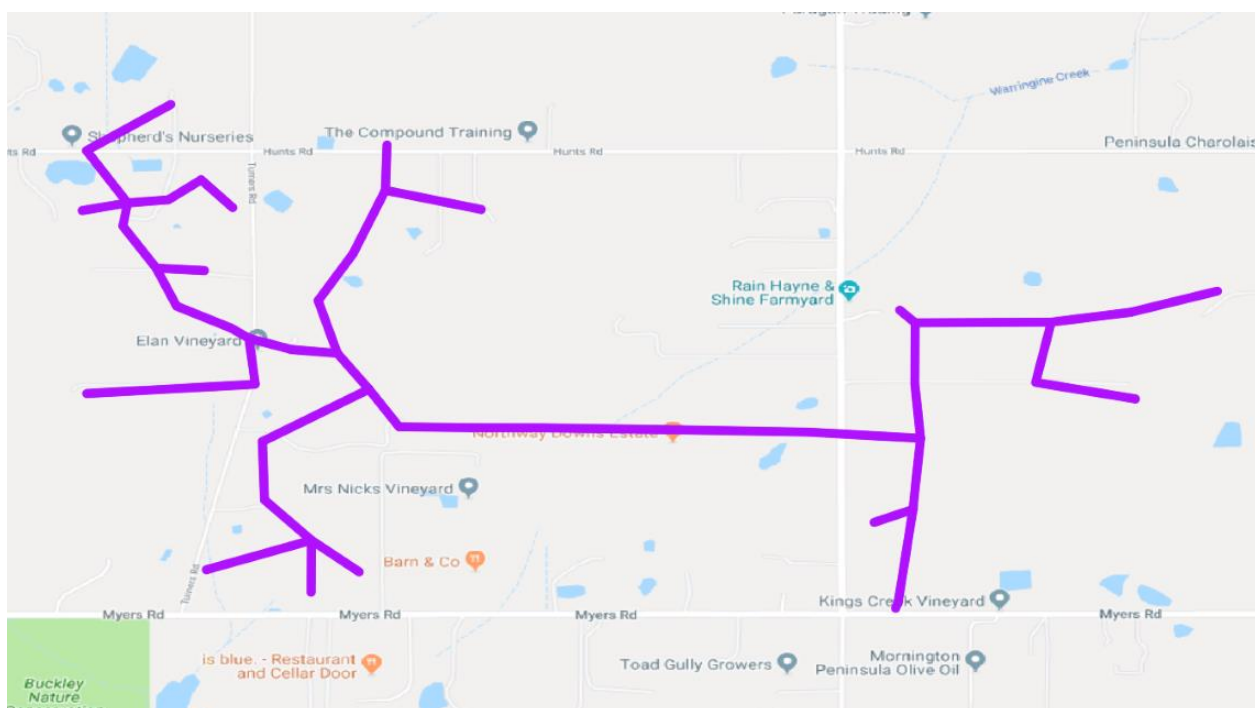 Warringine Creek
Shepherd's Nurseries
The Compound Training
Peninsula Charolais
Hunts Rd
Hunts Rd
Hunts Rd
Turners Rd
Rain Hayne &
Shine Farmyard
Elan Vineyard
Northway Downs Estate
Mrs Nicks Vineyard
Barn & Co
Turners Rd
Kings Creek Vineyard
Myers Rd
Myers Rd
Myers Rd
Myers Rd
is blue. - Restaurant
and Cellar Door
Toad Gully Growers
Mornington
Peninsula Olive Oil
Buckley
Nature